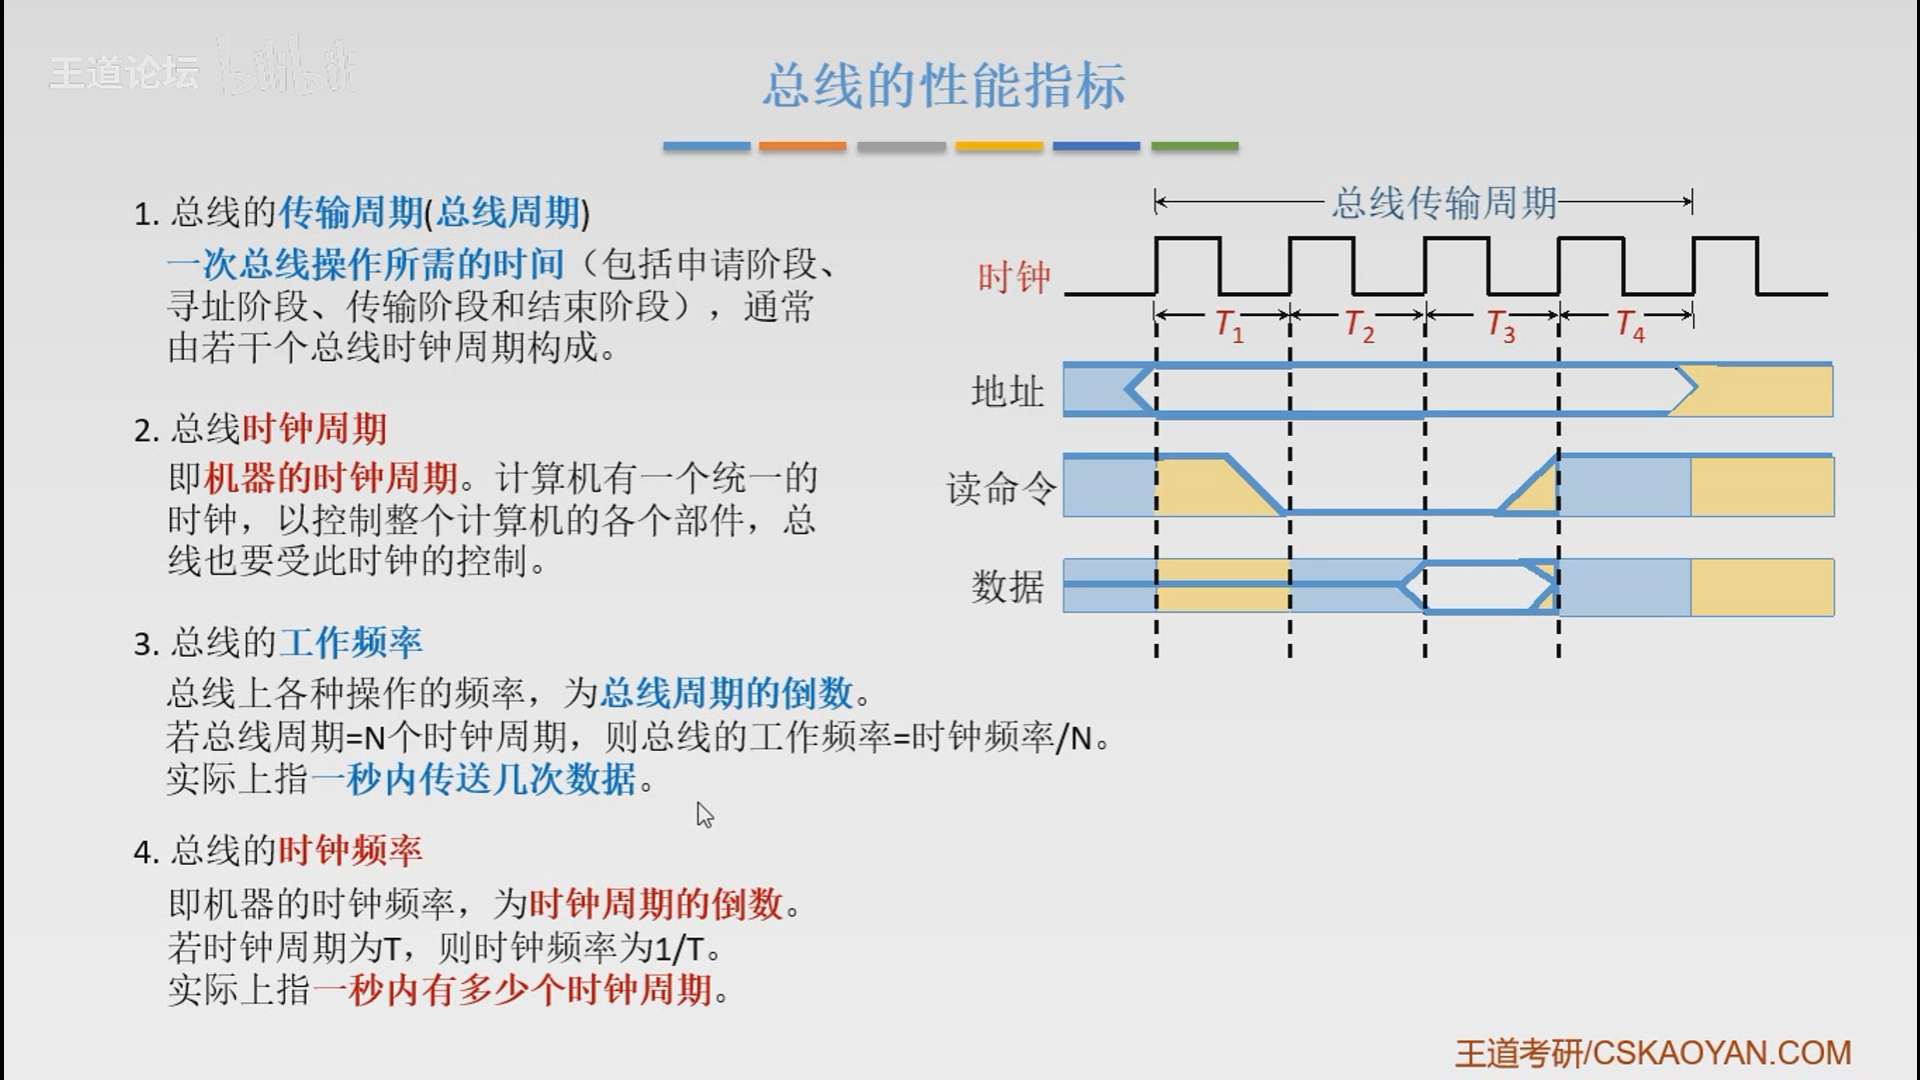 王道论坛 bilibili
总线的性能指标
1. 总线的传输周期(总线周期)
一次总线操作所需的时间（包括申请阶段、
寻址阶段、传输阶段和结束阶段），通常
由若干个总线时钟周期构成。
2. 总线时钟周期
即机器的时钟周期。计算机有一个统一的
时钟，以控制整个计算机的各个部件，总
线也要受此时钟的控制。
3. 总线的工作频率
总线上各种操作的频率，为总线周期的倒数。
若总线周期=N个时钟周期，则总线的工作频率=时钟频率/N。
实际上指一秒内传送几次数据。
4. 总线的时钟频率
即机器的时钟频率，为时钟周期的倒数。
若时钟周期为T，则时钟频率为1/T。
实际上指一秒内有多少个时钟周期。
总线传输周期
时钟
T1 T2 T3 T4
地址
读命令
数据
王道考研/CSKAOYAN.COM